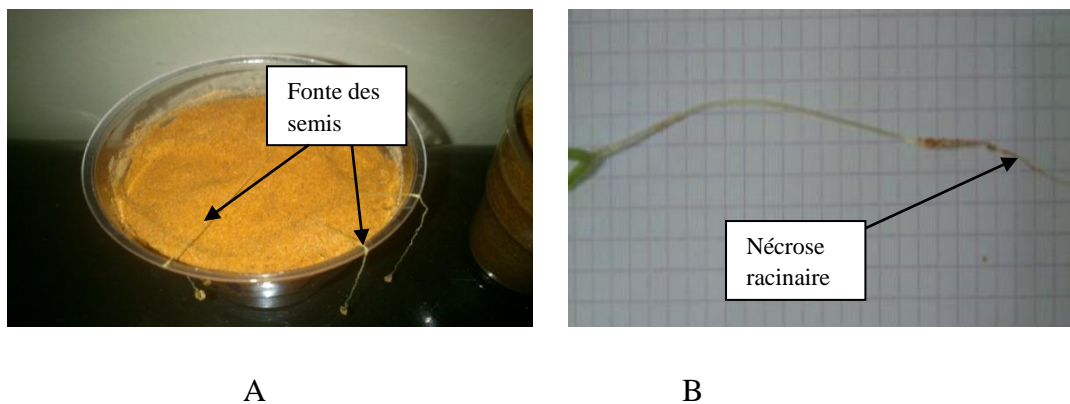 Fonte des
semis
Nécrose
racinaire
A
B